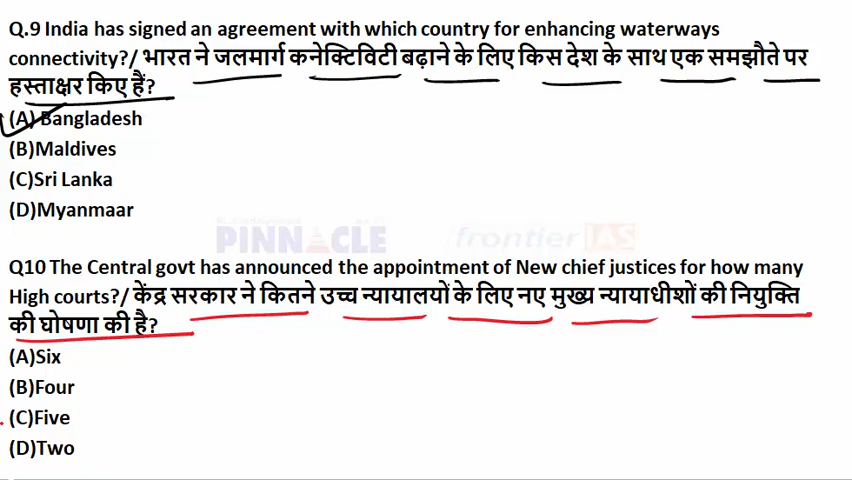 Q.9 India has signed an agreement with which country for enhancing waterways
connectivity?/ भारत ने जलमार्ग कनेक्टिविटी बढ़ाने के लिए किस देश के साथ एक समझौते पर
हस्ताक्षर किए हैं?
(A) Bangladesh
(B)Maldives
(C)Sri Lanka
(D)Myanmaar
PINNACLE frontier IAS
Q10 The Central govt has announced the appointment of New chief justices for how many
High courts?/ केंद्र सरकार ने कितने उच्च न्यायालयों के लिए नए मुख्य न्यायाधीशों की नियुक्ति
की घोषणा की है?
(A)Six
(B)Four
(C)Five
(D)Two